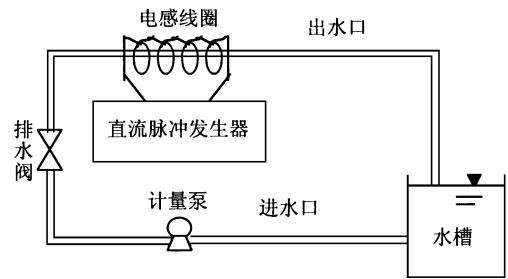 电感线圈
出水口
直流脉冲发生器
排水阀
计量泵
进水口
水槽